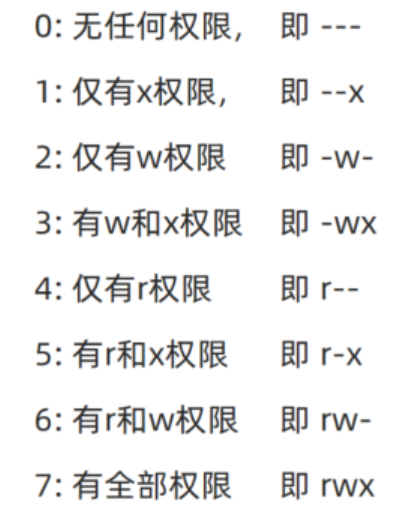 0: 无任何权限, 即 ---
1: 仅有x权限, 即 --x
2: 仅有w权限 即 -w-
3: 有w和x权限 即 -wx
4: 仅有r权限 即 r--
5: 有r和x权限 即 r-x
6: 有r和w权限 即 rw-
7: 有全部权限 即 rwx